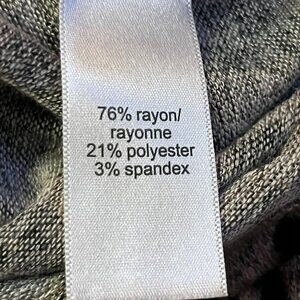 76% rayon/
rayonne
21% polyester
3% spandex